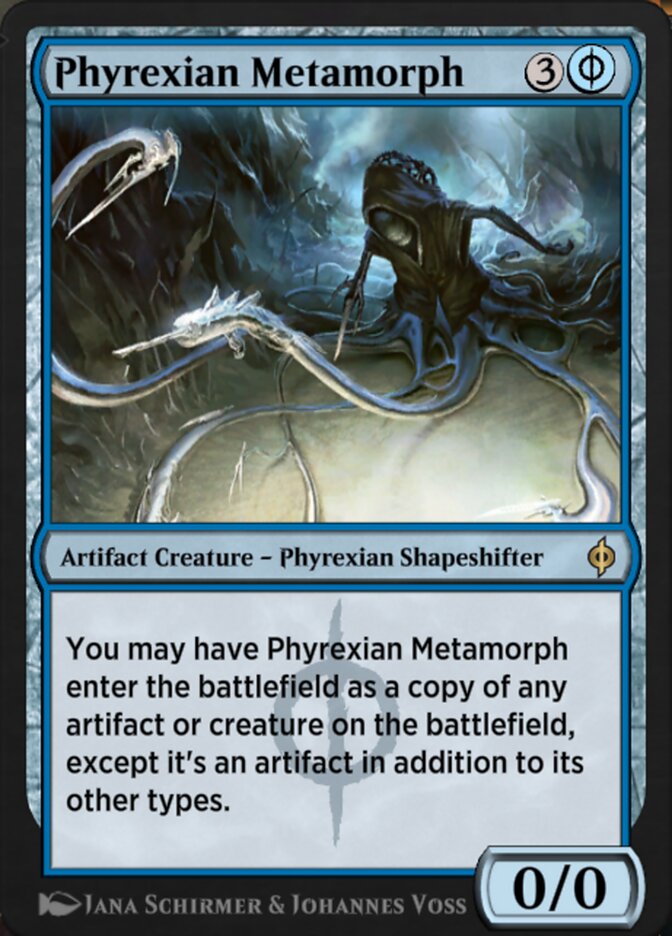 Phyrexian Metamorph 3
Artifact Creature – Phyrexian Shapeshifter
You may have Phyrexian Metamorph
enter the battlefield as a copy of any
artifact or creature on the battlefield,
except it's an artifact in addition to its
other types.
0/0
Jana Schirmer & Johannes Voss